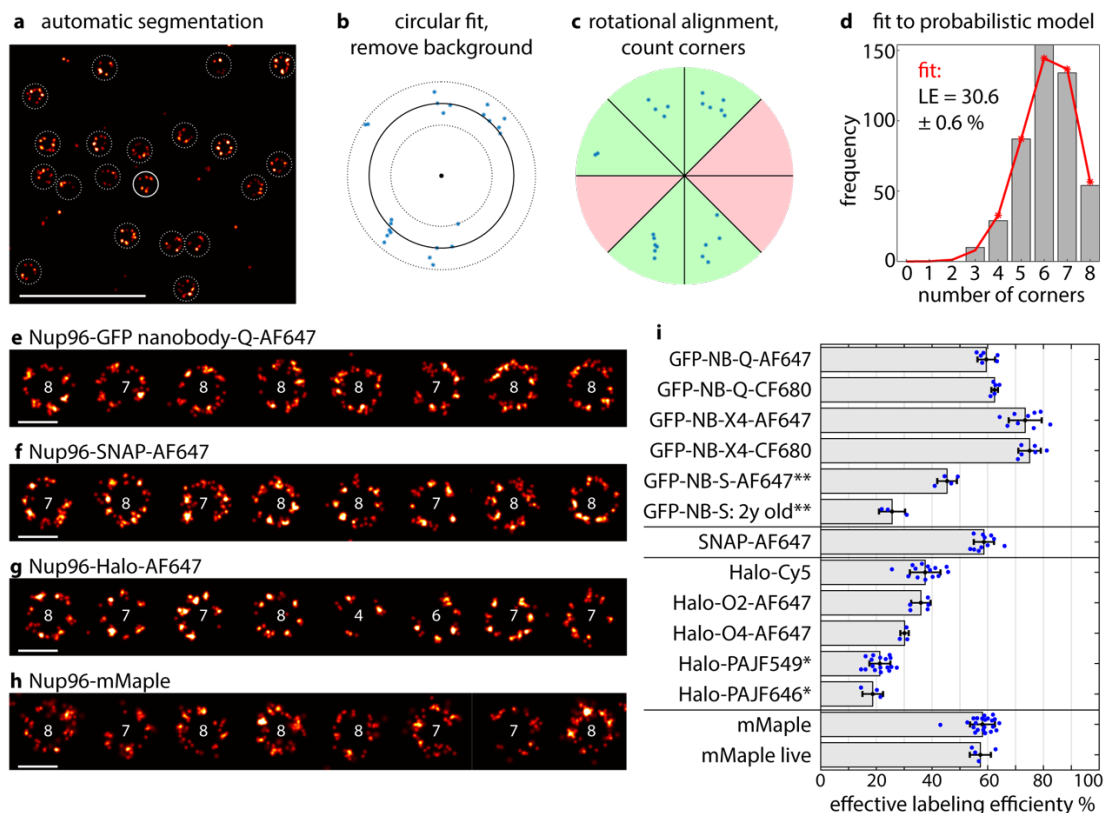 a automatic segmentation
b circular fit,
remove background
c rotational alignment,
count corners
d fit to probabilistic model
fit:
LE = 30.6
± 0.6 %
frequency
150
100
50
0
0 1 2 3 4 5 6 7 8
number of corners
e Nup96-GFP nanobody-Q-AF647
8 7 8 8 8 7 8 8
f Nup96-SNAP-AF647
7 8 7 8 8 7 8 8
g Nup96-Halo-AF647
8 7 7 8 4 6 7 7
h Nup96-mMaple
8 7 8 8 8 7 7 8
i
GFP-NB-Q-AF647
GFP-NB-Q-CF680
GFP-NB-X4-AF647
GFP-NB-X4-CF680
GFP-NB-S-AF647**
GFP-NB-S: 2y old**
SNAP-AF647
Halo-Cy5
Halo-O2-AF647
Halo-O4-AF647
Halo-PAJF549*
Halo-PAJF646*
mMaple
mMaple live
0 20 40 60 80 100
effective labeling efficienty %